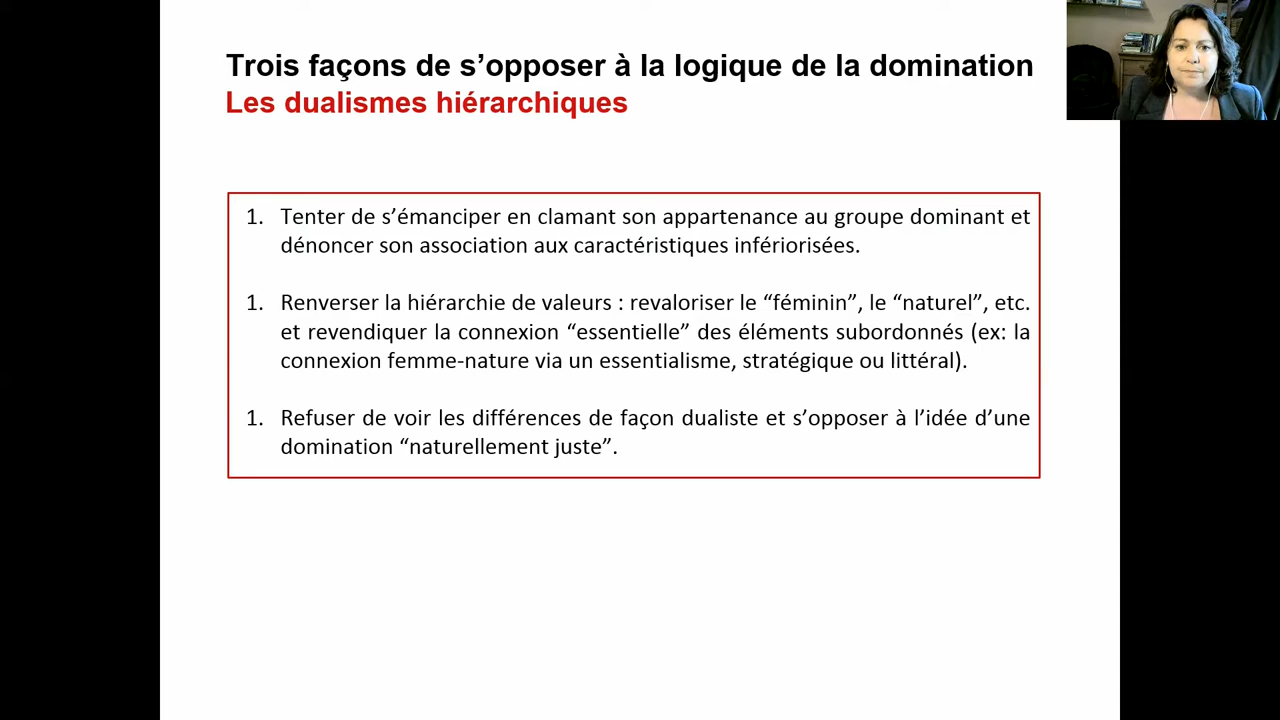 Trois façons de s’opposer à la logique de la domination
Les dualismes hiérarchiques
1. Tenter de s’émanciper en clamant son appartenance au groupe dominant et
dénoncer son association aux caractéristiques infériorisées.
1. Renverser la hiérarchie de valeurs : revaloriser le “féminin”, le “naturel”, etc.
et revendiquer la connexion “essentielle” des éléments subordonnés (ex: la
connexion femme-nature via un essentialisme, stratégique ou littéral).
1. Refuser de voir les différences de façon dualiste et s’opposer à l’idée d’une
domination “naturellement juste”.